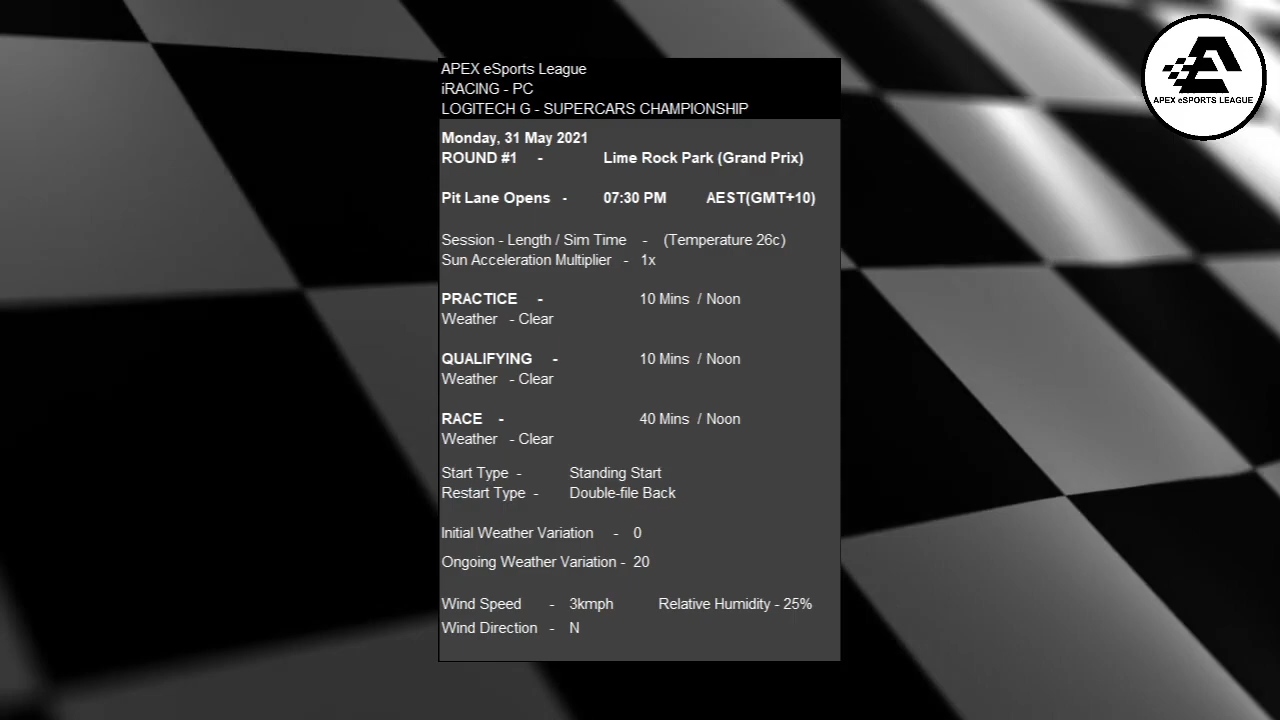 APEX eSports League
iRACING - PC
LOGITECH G - SUPERCARS CHAMPIONSHIP
APEX eSPORTS LEAGUE
Monday, 31 May 2021
ROUND #1 - Lime Rock Park (Grand Prix)
Pit Lane Opens - 07:30 PM AEST(GMT+10)
Session - Length / Sim Time - (Temperature 26c)
Sun Acceleration Multiplier - 1x
PRACTICE - 10 Mins / Noon
Weather - Clear
QUALIFYING - 10 Mins / Noon
Weather - Clear
RACE - 40 Mins / Noon
Weather - Clear
Start Type - Standing Start
Restart Type - Double-file Back
Initial Weather Variation - 0
Ongoing Weather Variation - 20
Wind Speed - 3kmph Relative Humidity - 25%
Wind Direction - N